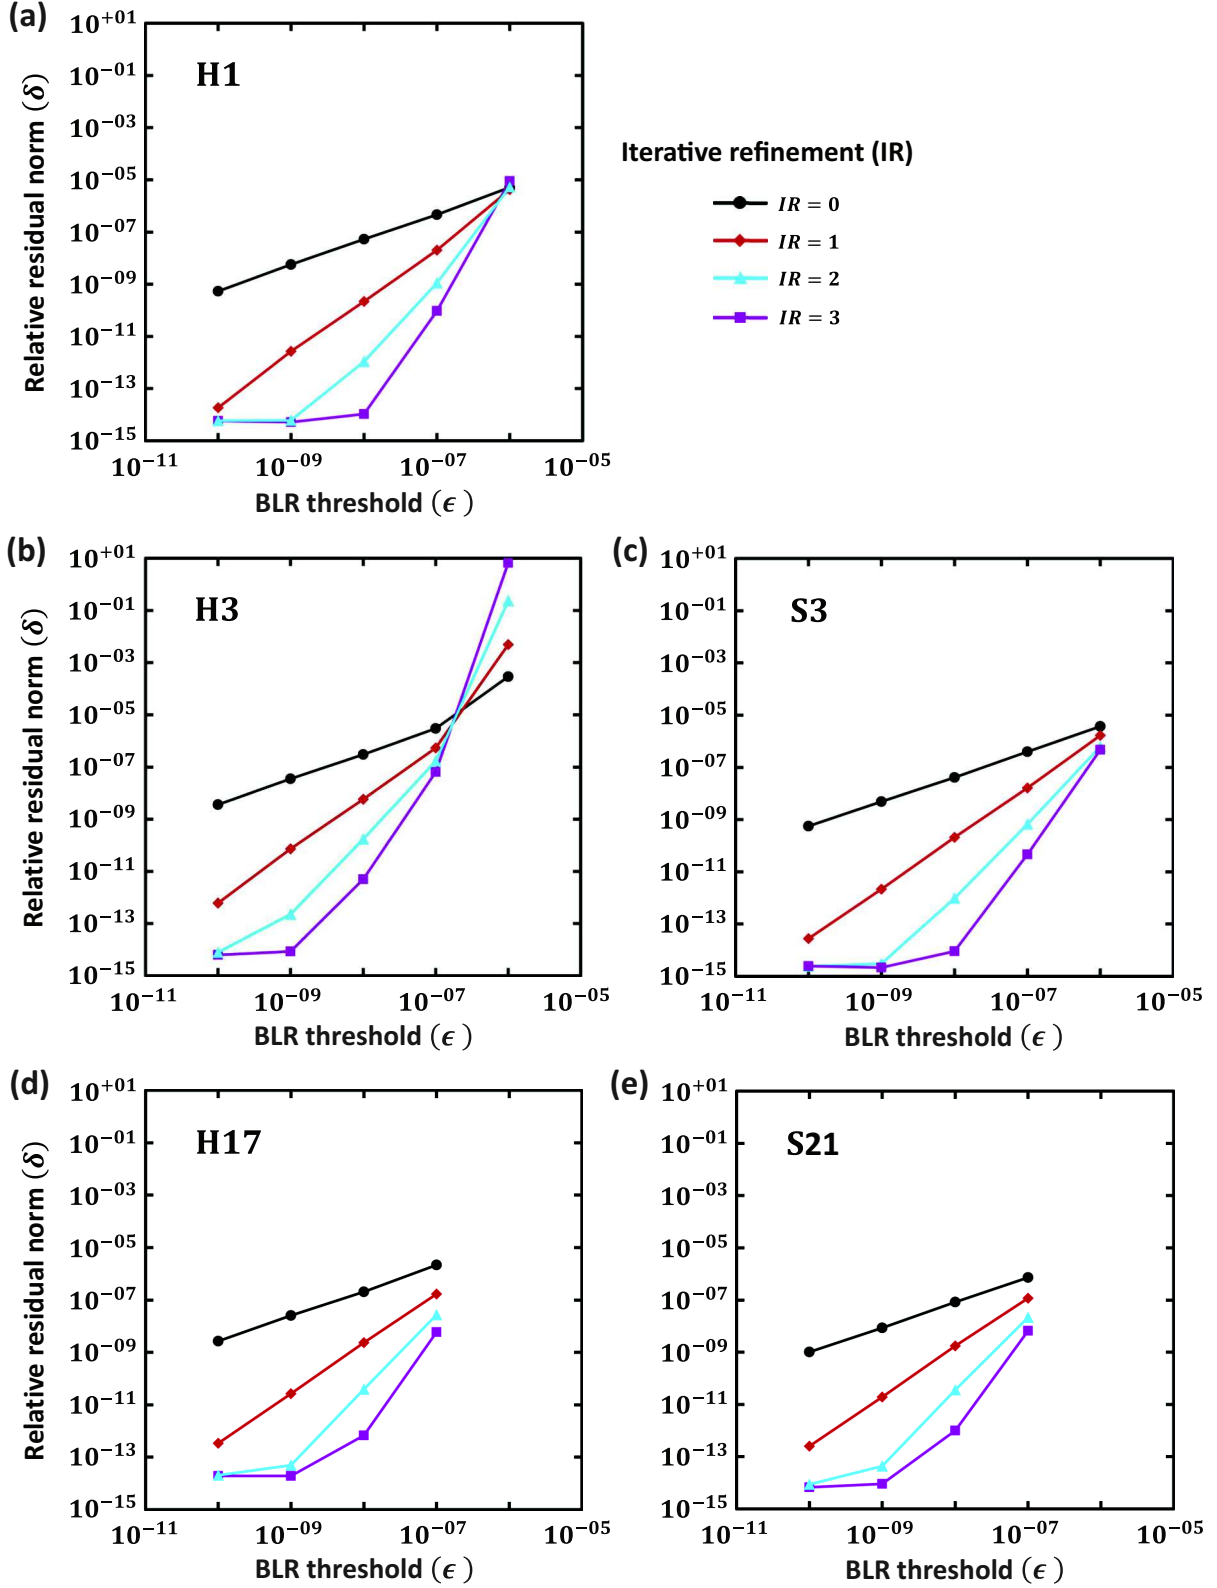 (a)
H1
10^{+01}
10^{-01}
10^{-03}
10^{-05}
10^{-07}
10^{-09}
10^{-11}
10^{-13}
10^{-15}
Relative residual norm (δ)
10^{-11}
10^{-09}
10^{-07}
10^{-05}
BLR threshold (ϵ )
Iterative refinement (IR)
IR = 0
IR = 1
IR = 2
IR = 3
(b)
H3
10^{+01}
10^{-01}
10^{-03}
10^{-05}
10^{-07}
10^{-09}
10^{-11}
10^{-13}
10^{-15}
Relative residual norm (δ)
10^{-11}
10^{-09}
10^{-07}
10^{-05}
BLR threshold (ϵ )
(c)
S3
10^{+01}
10^{-01}
10^{-03}
10^{-05}
10^{-07}
10^{-09}
10^{-11}
10^{-13}
10^{-15}
10^{-11}
10^{-09}
10^{-07}
10^{-05}
BLR threshold (ϵ )
(d)
H17
10^{+01}
10^{-01}
10^{-03}
10^{-05}
10^{-07}
10^{-09}
10^{-11}
10^{-13}
10^{-15}
Relative residual norm (δ)
10^{-11}
10^{-09}
10^{-07}
10^{-05}
BLR threshold (ϵ )
(e)
S21
10^{+01}
10^{-01}
10^{-03}
10^{-05}
10^{-07}
10^{-09}
10^{-11}
10^{-13}
10^{-15}
10^{-11}
10^{-09}
10^{-07}
10^{-05}
BLR threshold (ϵ )